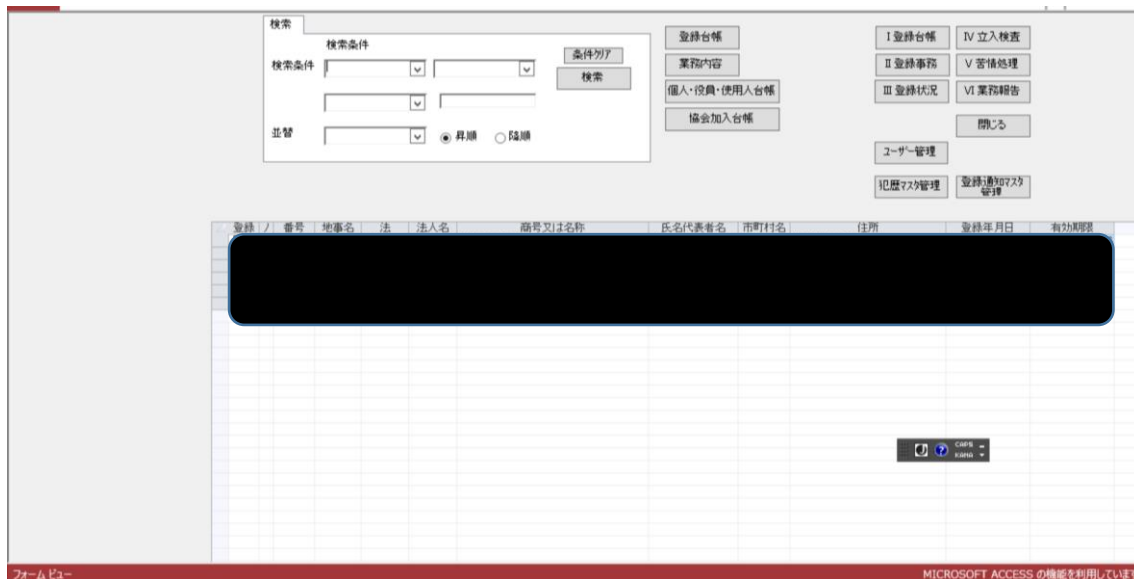 検索
検索条件
検索条件
条件クリア
検索
並替
昇順
降順
登録台帳
業務内容
個人・役員・使用人台帳
協会加入台帳
Ⅰ登録台帳
Ⅳ 立入検査
Ⅱ登録事務
Ⅴ 苦情処理
Ⅲ 登録状況
Ⅵ 業務報告
閉じる
ユーザー管理
犯歴マスタ管理
登録通知マスタ
管理
登録 ノ 番号 地事名 法 法人名 商号又は名称 氏名代表者名 市町村名 住所 登録年月日 有効期限
CAPS
KANA
フォーム ビュー
MICROSOFT ACCESS の機能を利用しています